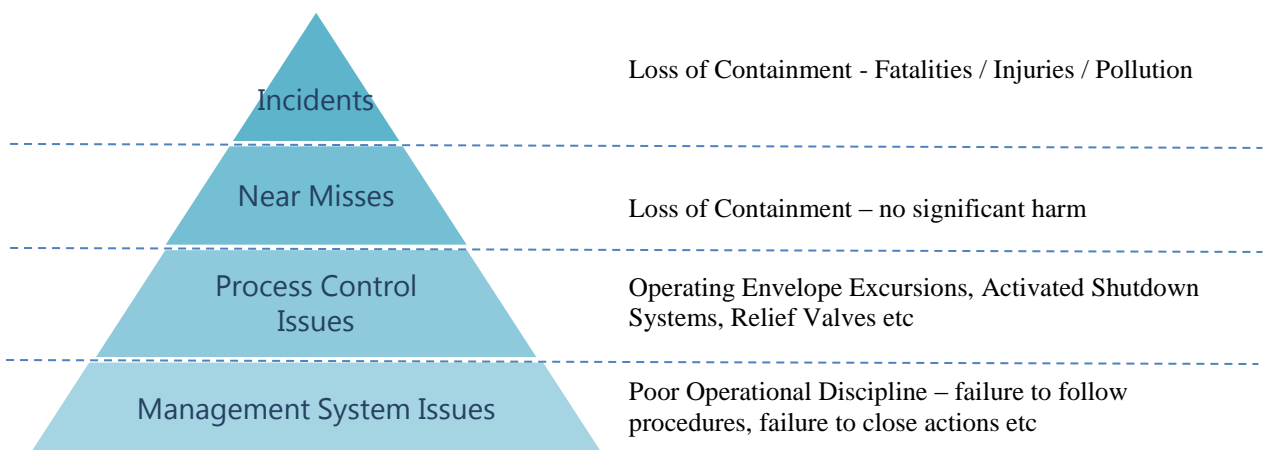 Incidents
Loss of Containment - Fatalities / Injuries / Pollution
Near Misses
Loss of Containment – no significant harm
Process Control
Issues
Operating Envelope Excursions, Activated Shutdown
Systems, Relief Valves etc
Management System Issues
Poor Operational Discipline – failure to follow
procedures, failure to close actions etc